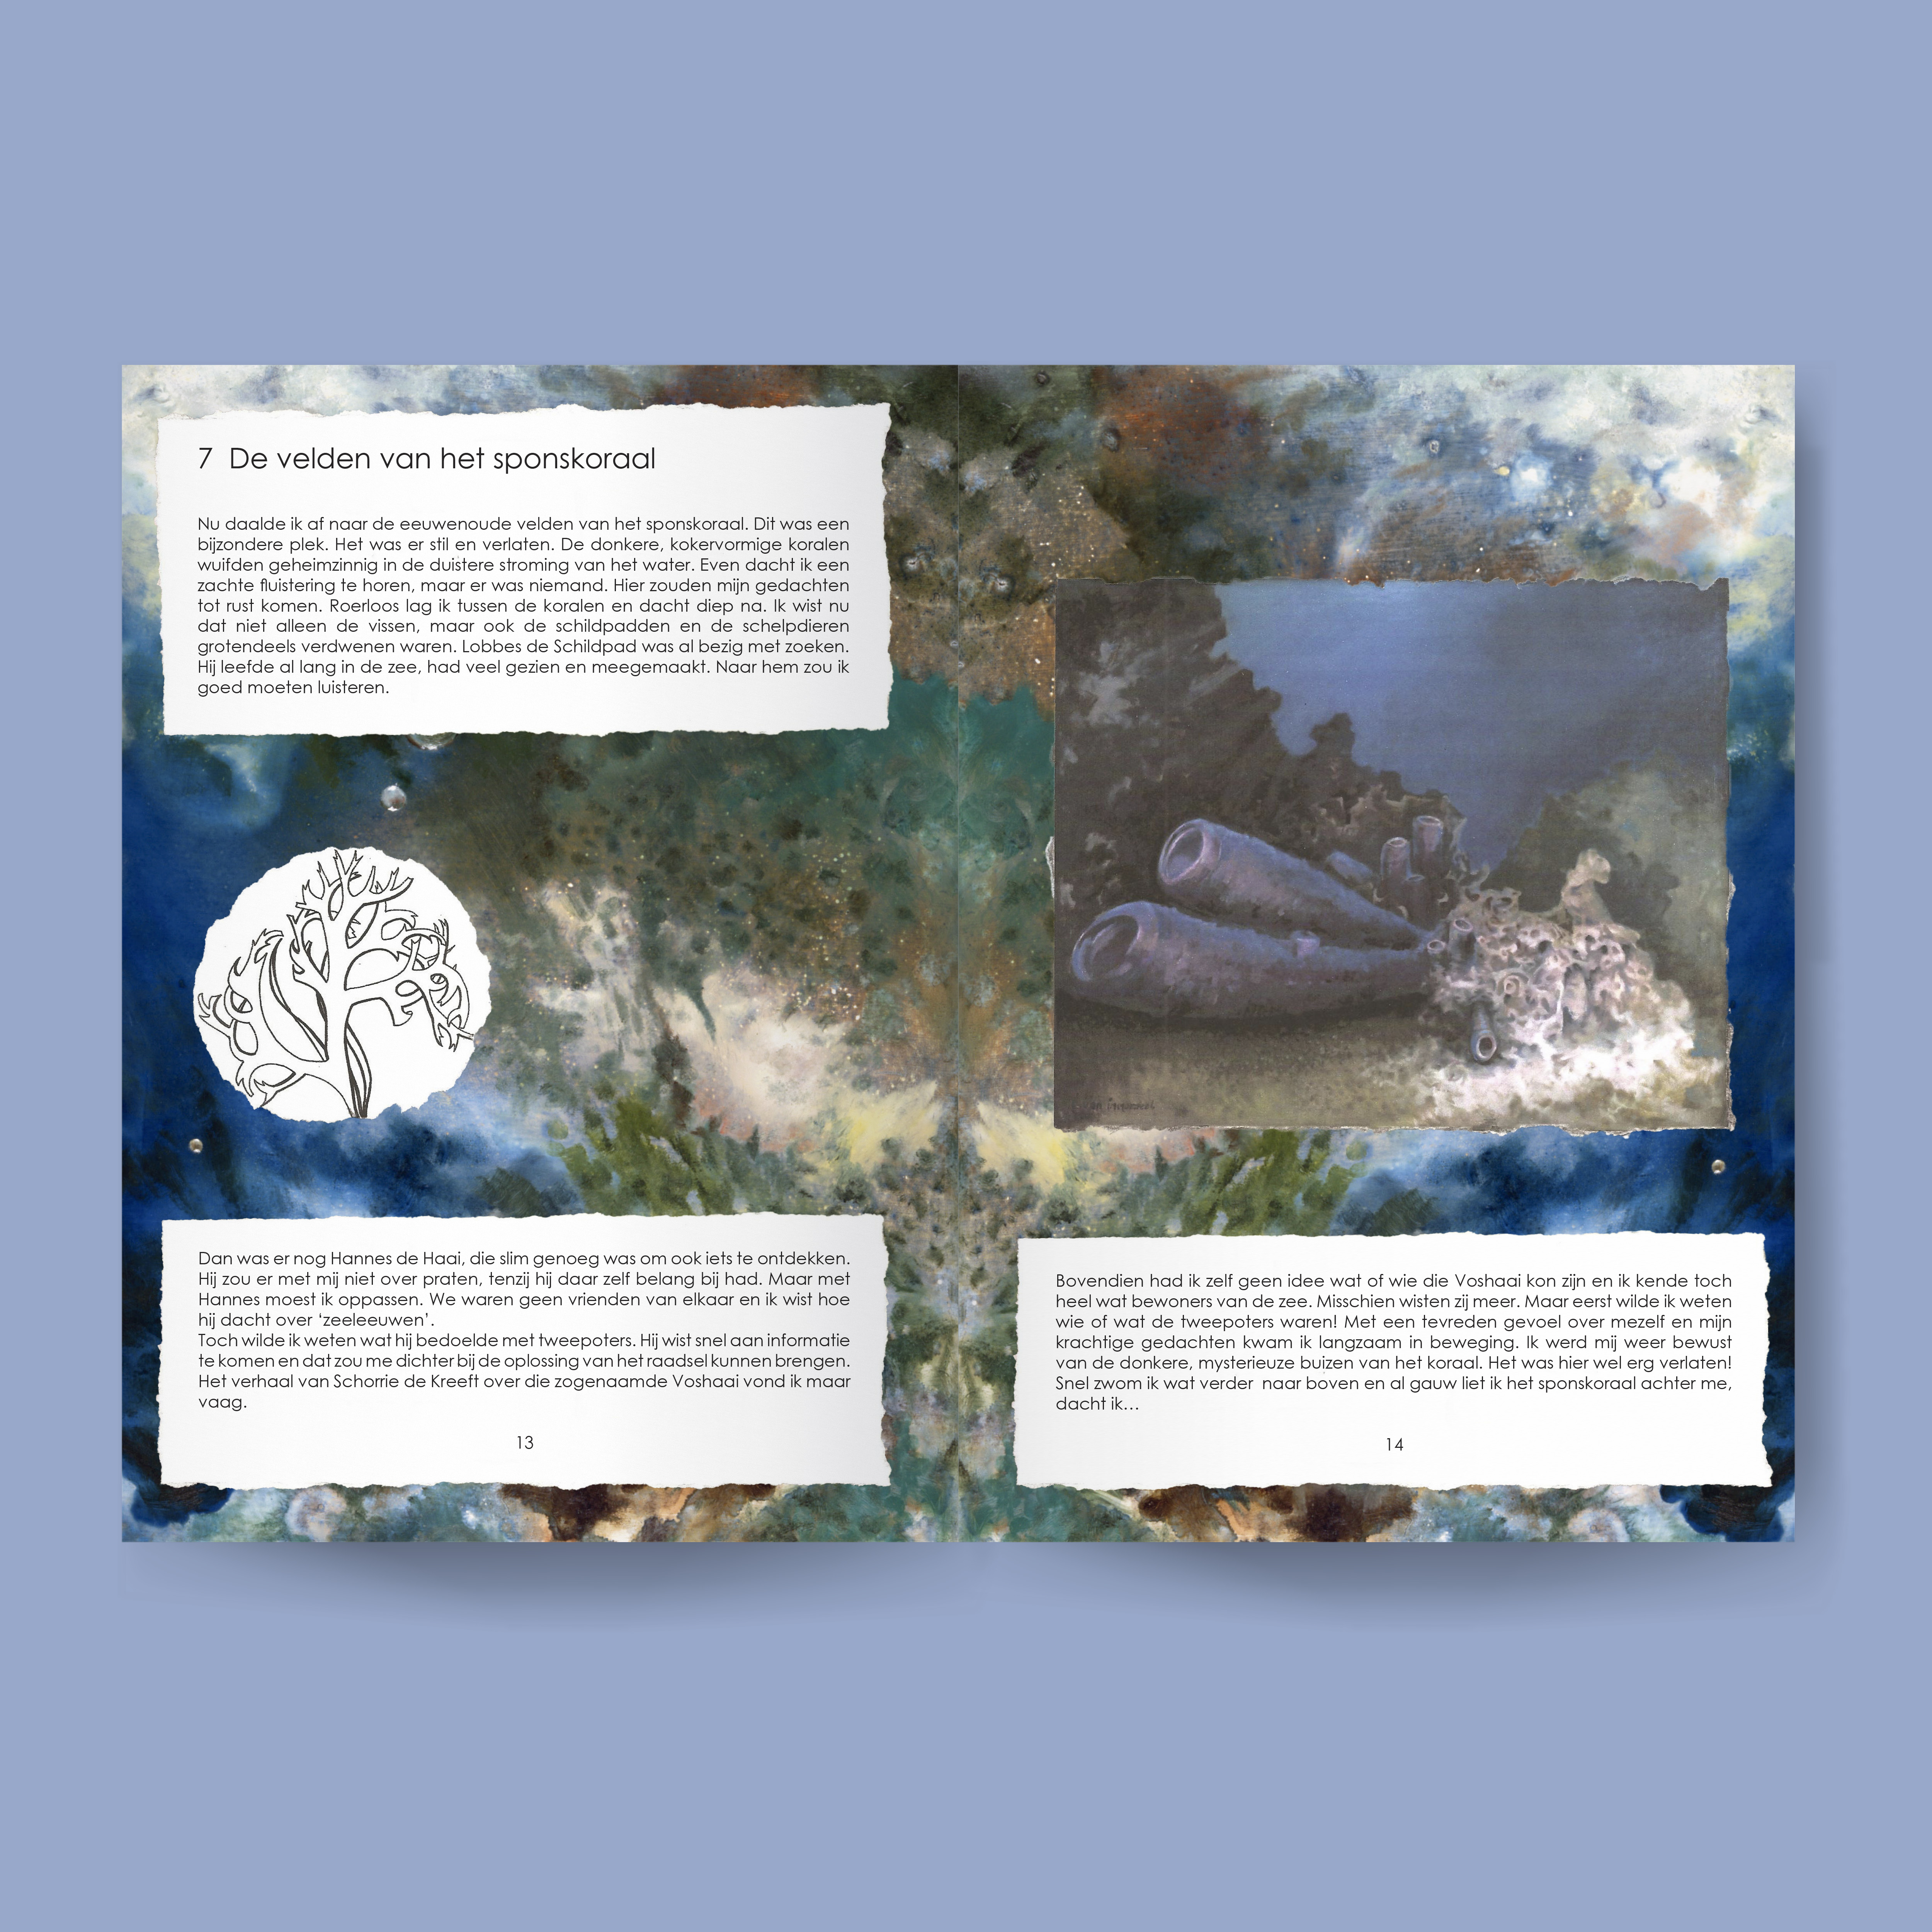 7 De velden van het sponskoraal
Nu daalde ik af naar de eeuwenoude velden van het sponskoraal. Dit was een
bijzondere plek. Het was er stil en verlaten. De donkere, kokervormige koralen
wuifden geheimzinnig in de duistere stroming van het water. Even dacht ik een
zachte fluistering te horen, maar er was niemand. Hier zouden mijn gedachten
tot rust komen. Roerloos lag ik tussen de koralen en dacht diep na. Ik wist nu
dat niet alleen de vissen, maar ook de schildpadden en de schelpdieren
grotendeels verdwenen waren. Lobbes de Schildpad was al bezig met zoeken.
Hij leefde al lang in de zee, had veel gezien en meegemaakt. Naar hem zou ik
goed moeten luisteren.
Dan was er nog Hannes de Haai, die slim genoeg was om ook iets te ontdekken.
Hij zou er met mij niet over praten, tenzij hij daar zelf belang bij had. Maar met
Hannes moest ik oppassen. We waren geen vrienden van elkaar en ik wist hoe
hij dacht over ‘zeeleeuwen’.
Toch wilde ik weten wat hij bedoelde met tweepoters. Hij wist snel aan informatie
te komen en dat zou me dichter bij de oplossing van het raadsel kunnen brengen.
Het verhaal van Schorrie de Kreeft over die zogenaamde Voshaai vond ik maar
vaag.
13
Bovendien had ik zelf geen idee wat of wie die Voshaai kon zijn en ik kende toch
heel wat bewoners van de zee. Misschien wisten zij meer. Maar eerst wilde ik weten
wie of wat de tweepoters waren! Met een tevreden gevoel over mezelf en mijn
krachtige gedachten kwam ik langzaam in beweging. Ik werd mij weer bewust
van de donkere, mysterieuze buizen van het koraal. Het was hier wel erg verlaten!
Snel zwom ik wat verder naar boven en al gauw liet ik het sponskoraal achter me,
dacht ik…
14